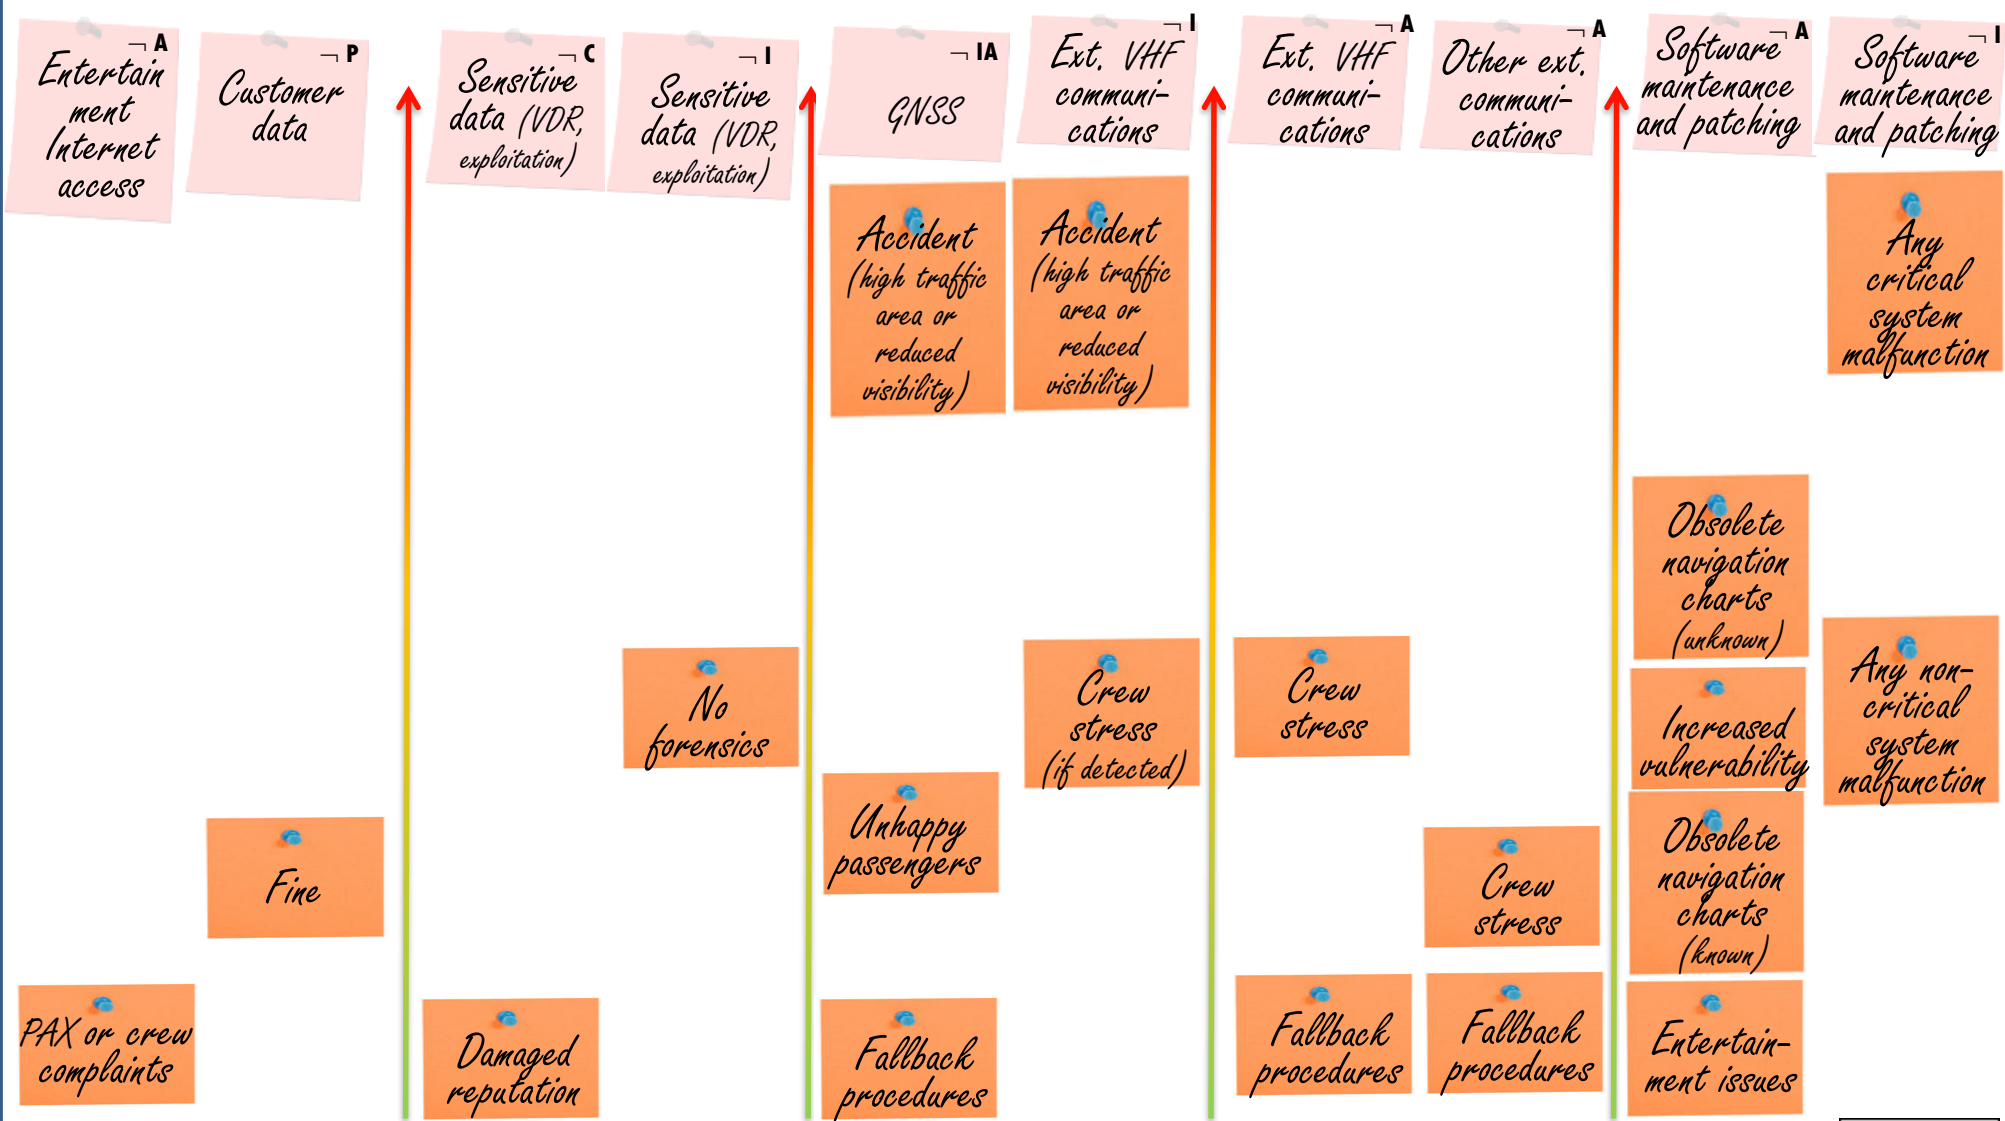 ¬ A
Entertain
ment
Internet
access
¬ P
Customer
data
¬ C
Sensitive
data (VDR,
exploitation)
¬ I
Sensitive
data (VDR,
exploitation)
¬ IA
GNSS
¬ I
Ext. VHF
communi-
cations
¬ A
Ext. VHF
communi-
cations
¬ A
Other ext.
communi-
cations
¬ A
Software
maintenance
and patching
¬ I
Software
maintenance
and patching
Accident
(high traffic
area or
reduced
visibility)
Accident
(high traffic
area or
reduced
visibility)
Any
critical
system
malfunction
Obsolete
navigation
charts
(unknown)
No
forensics
Crew
stress
(if detected)
Crew
stress
Increased
vulnerability
Any non-
critical
system
malfunction
Unhappy
passengers
Fine
Crew
stress
Obsolete
navigation
charts
(known)
PAX or crew
complaints
Damaged
reputation
Fallback
procedures
Fallback
procedures
Fallback
procedures
Entertain-
ment issues